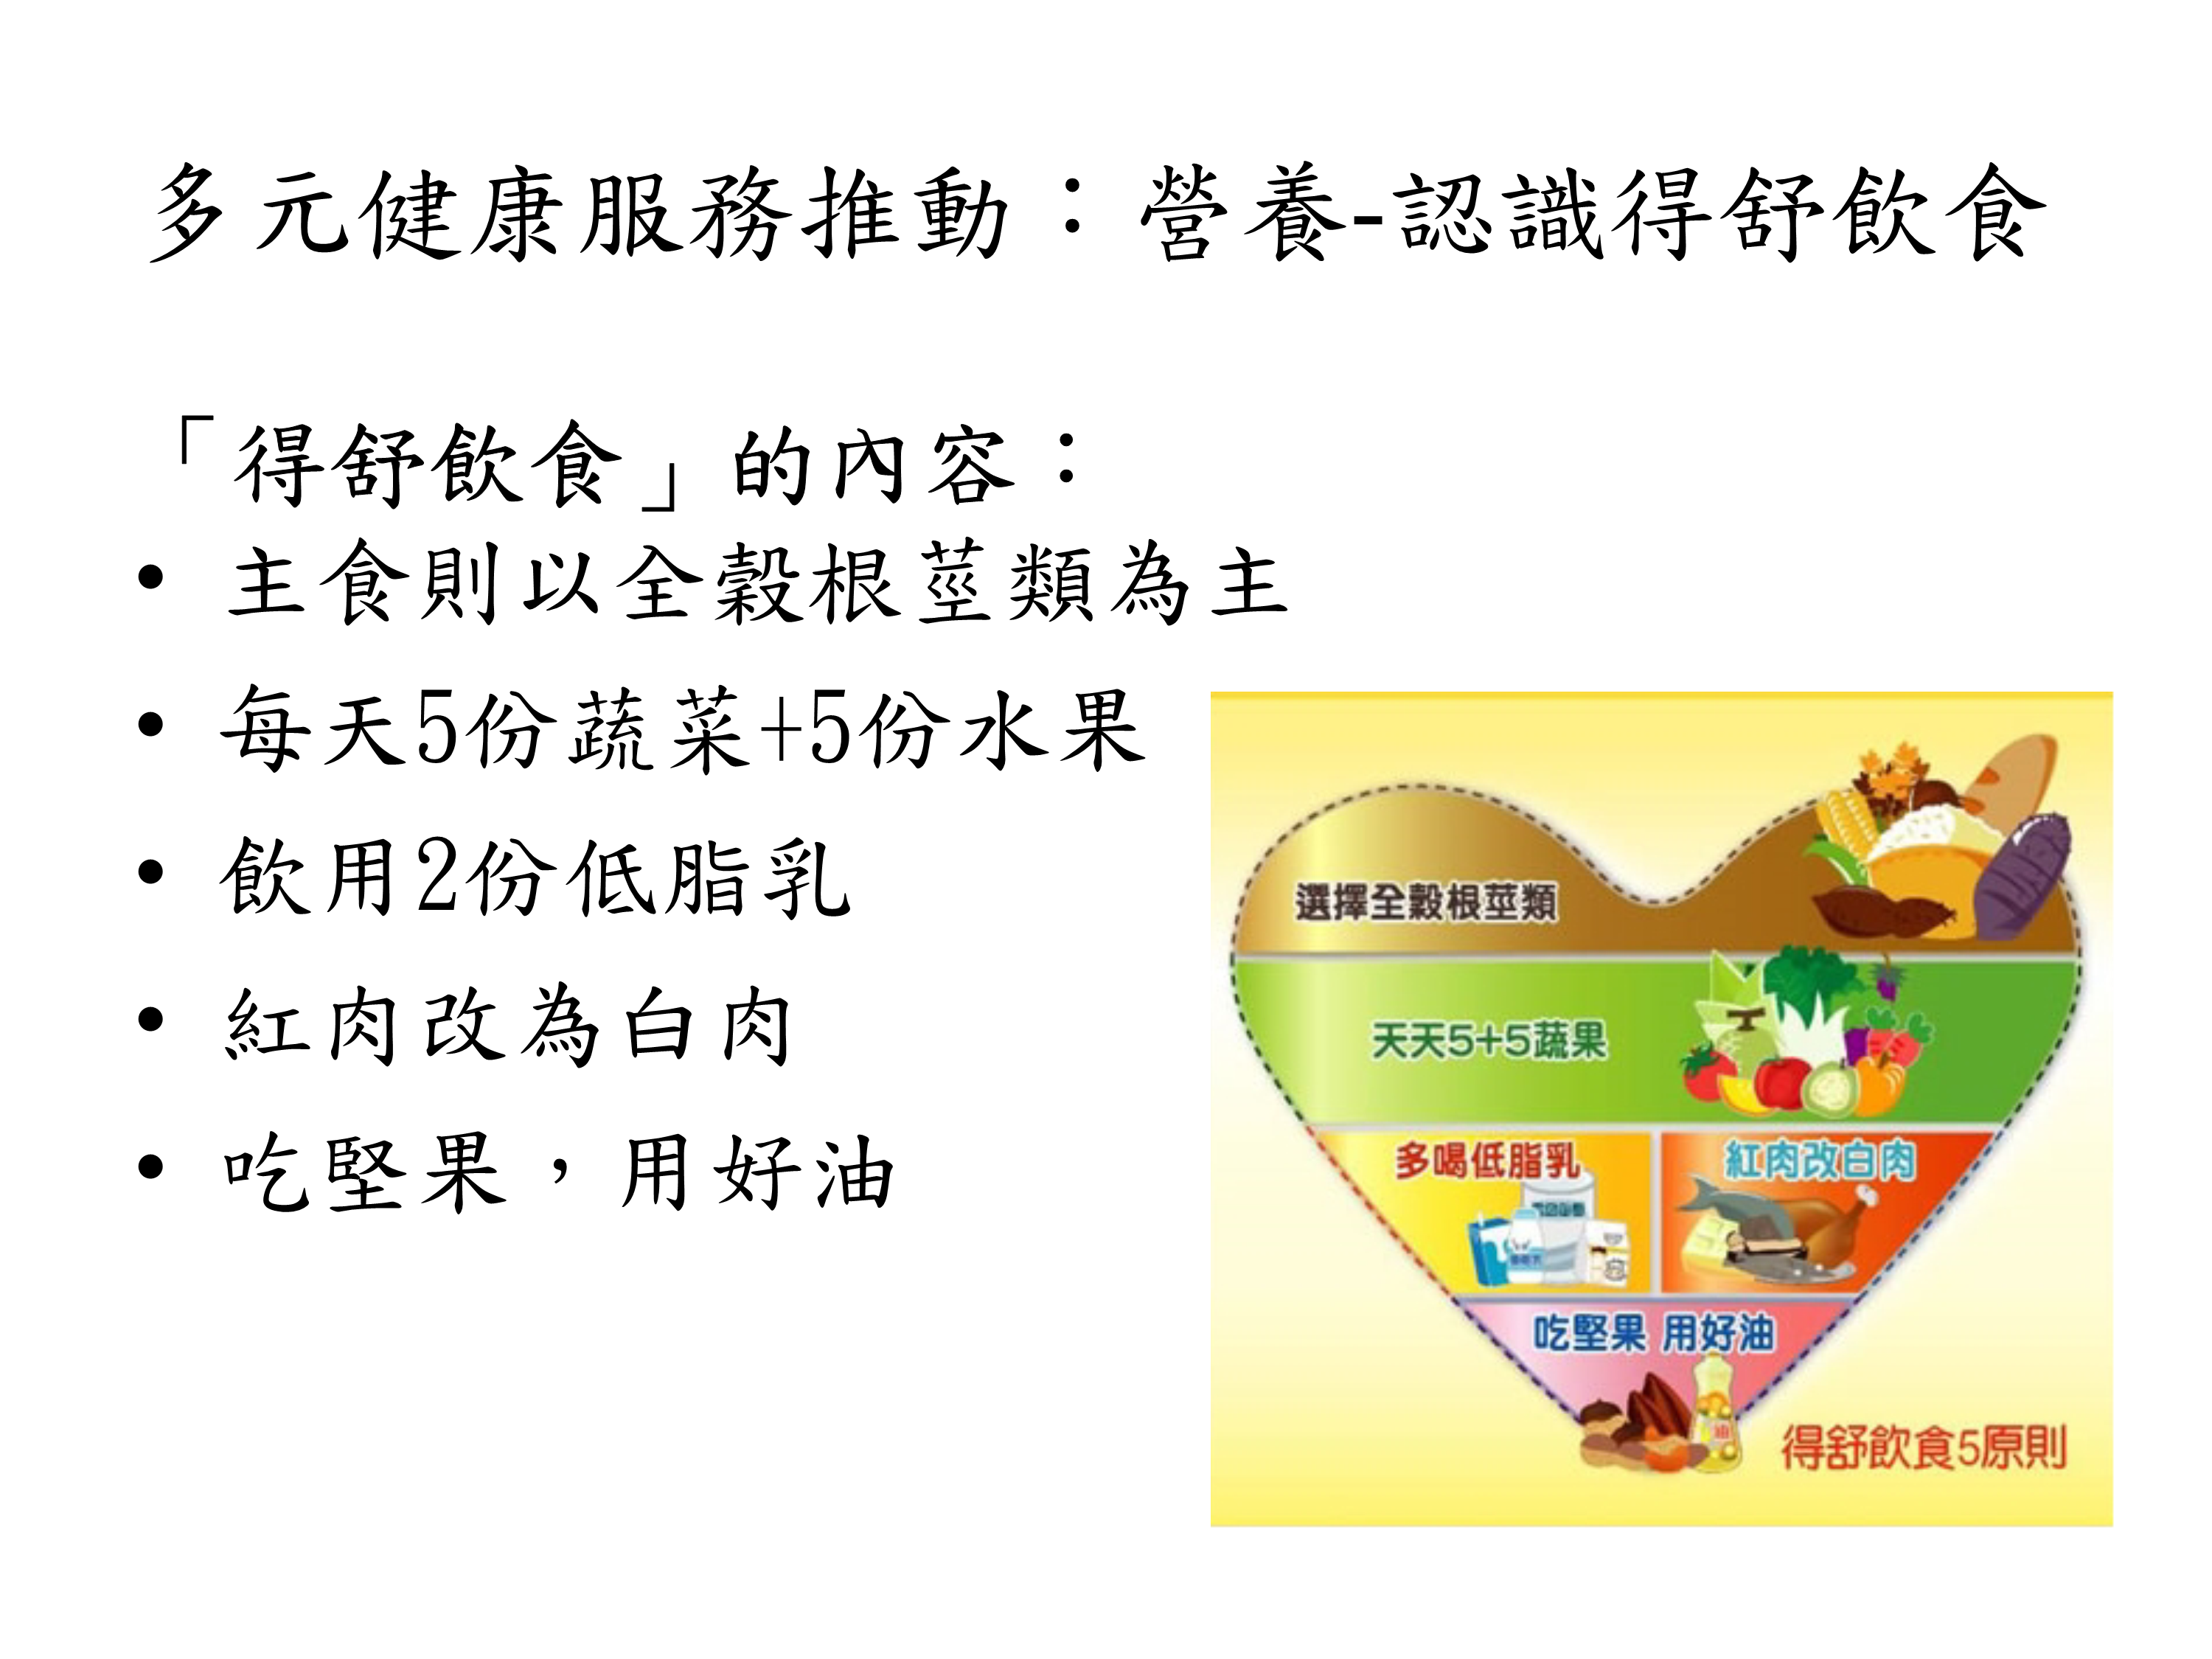 多元健康服務推動：營養-認識得舒飲食
「得舒飲食」的內容：
• 主食則以全穀根莖類為主
• 每天5份蔬菜+5份水果
• 飲用2份低脂乳
• 紅肉改為白肉
• 吃堅果，用好油
選擇全穀根莖類
天天5+5蔬果
多喝低脂乳
紅肉改白肉
吃堅果 用好油
油
得舒飲食5原則